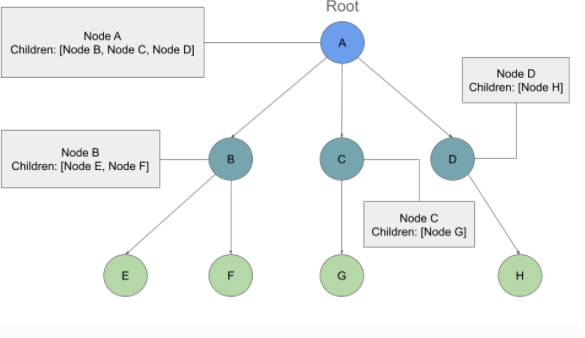 Root
Node A
Children: [Node B, Node C, Node D]
A
Node D
Children: [Node H]
Node B
Children: [Node E, Node F]
B
C
D
Node C
Children: [Node G]
E
F
G
H